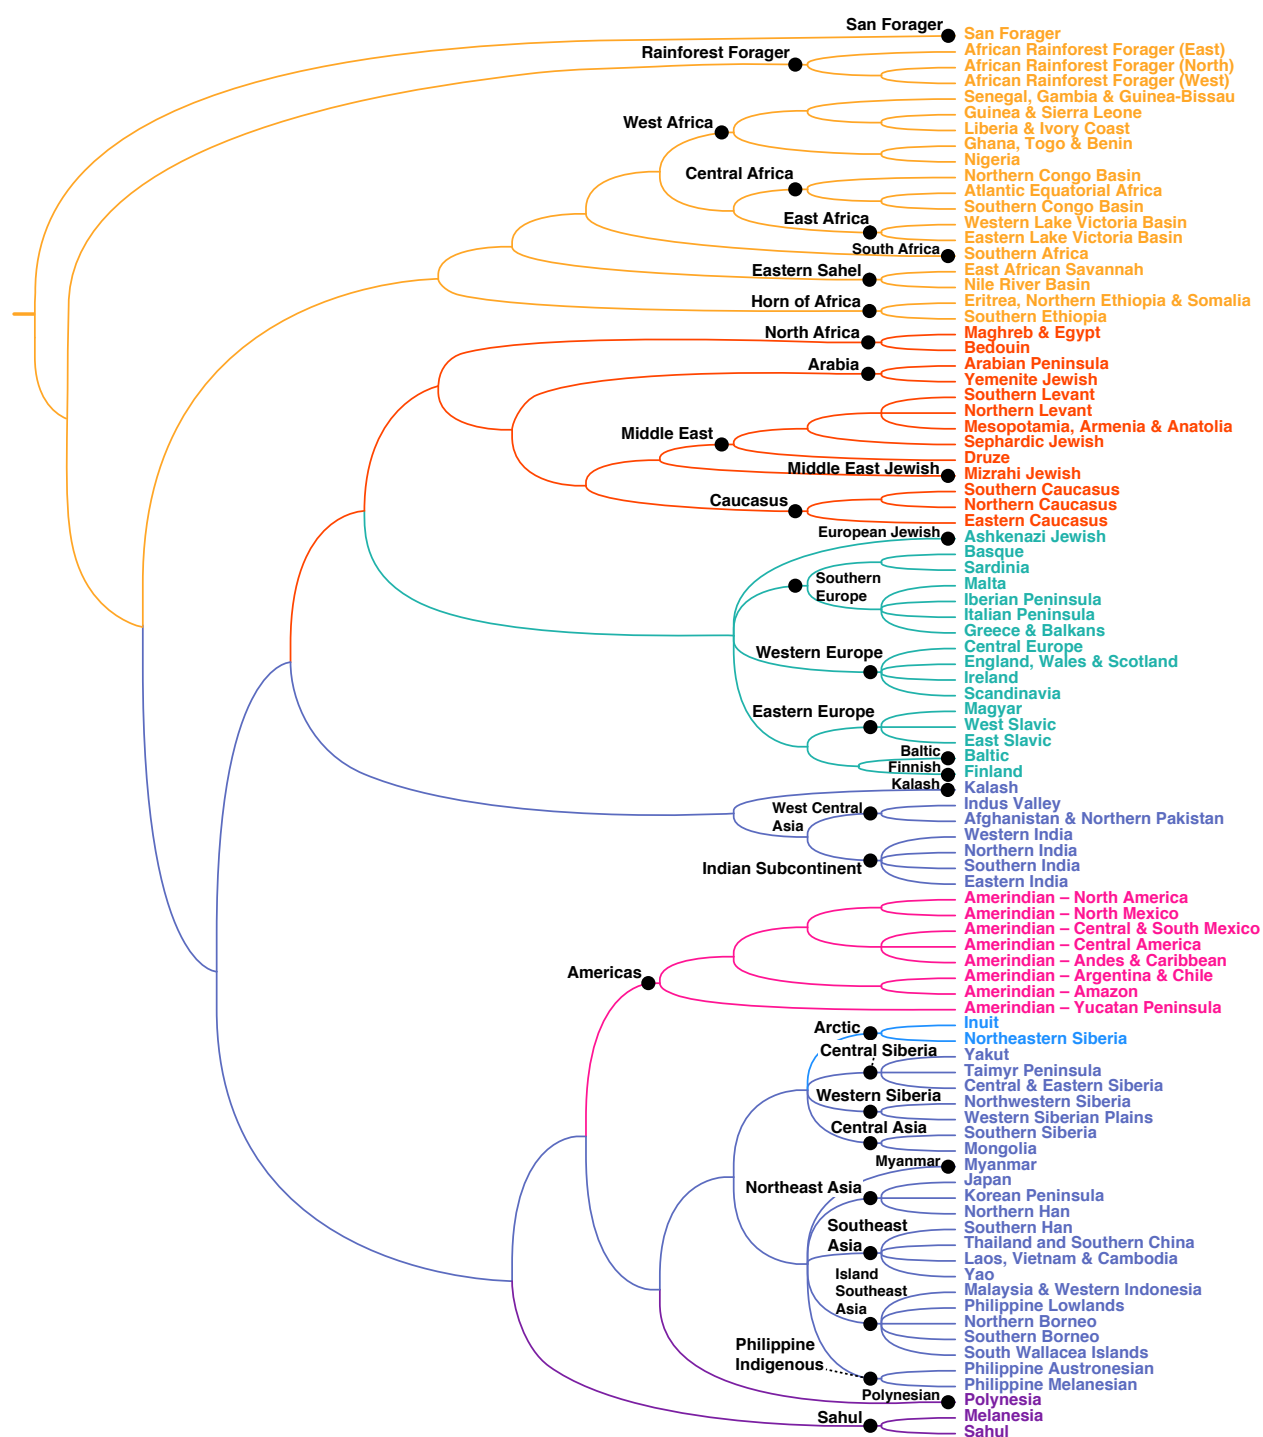 San Forager
San Forager
Rainforest Forager
African Rainforest Forager (East)
African Rainforest Forager (North)
African Rainforest Forager (West)
West Africa
Senegal, Gambia & Guinea-Bissau
Guinea & Sierra Leone
Liberia & Ivory Coast
Ghana, Togo & Benin
Nigeria
Central Africa
Northern Congo Basin
Atlantic Equatorial Africa
Southern Congo Basin
East Africa
Western Lake Victoria Basin
Eastern Lake Victoria Basin
South Africa
Southern Africa
Eastern Sahel
East African Savannah
Nile River Basin
Horn of Africa
Eritrea, Northern Ethiopia & Somalia
Southern Ethiopia
North Africa
Maghreb & Egypt
Bedouin
Arabia
Arabian Peninsula
Yemenite Jewish
Middle East
Southern Levant
Northern Levant
Mesopotamia, Armenia & Anatolia
Sephardic Jewish
Druze
Middle East Jewish
Mizrahi Jewish
Caucasus
Southern Caucasus
Northern Caucasus
Eastern Caucasus
European Jewish
Ashkenazi Jewish
Southern
Europe
Basque
Sardinia
Malta
Iberian Peninsula
Italian Peninsula
Greece & Balkans
Western Europe
Central Europe
England, Wales & Scotland
Ireland
Scandinavia
Eastern Europe
Magyar
West Slavic
East Slavic
Baltic
Baltic
Finnish
Finland
Kalash
Kalash
West Central
Asia
Indus Valley
Afghanistan & Northern Pakistan
Indian Subcontinent
Western India
Northern India
Southern India
Eastern India
Americas
Amerindian – North America
Amerindian – North Mexico
Amerindian – Central & South Mexico
Amerindian – Central America
Amerindian – Andes & Caribbean
Amerindian – Argentina & Chile
Amerindian – Amazon
Amerindian – Yucatan Peninsula
Arctic
Inuit
Northeastern Siberia
Central Siberia
Yakut
Taimyr Peninsula
Central & Eastern Siberia
Western Siberia
Northwestern Siberia
Western Siberian Plains
Central Asia
Southern Siberia
Mongolia
Myanmar
Myanmar
Northeast Asia
Japan
Korean Peninsula
Northern Han
Southeast
Asia
Southern Han
Thailand and Southern China
Laos, Vietnam & Cambodia
Yao
Island
Southeast
Asia
Malaysia & Western Indonesia
Philippine Lowlands
Northern Borneo
Southern Borneo
South Wallacea Islands
Philippine
Indigenous
Philippine Austronesian
Philippine Melanesian
Polynesian
Polynesia
Sahul
Melanesia
Sahul